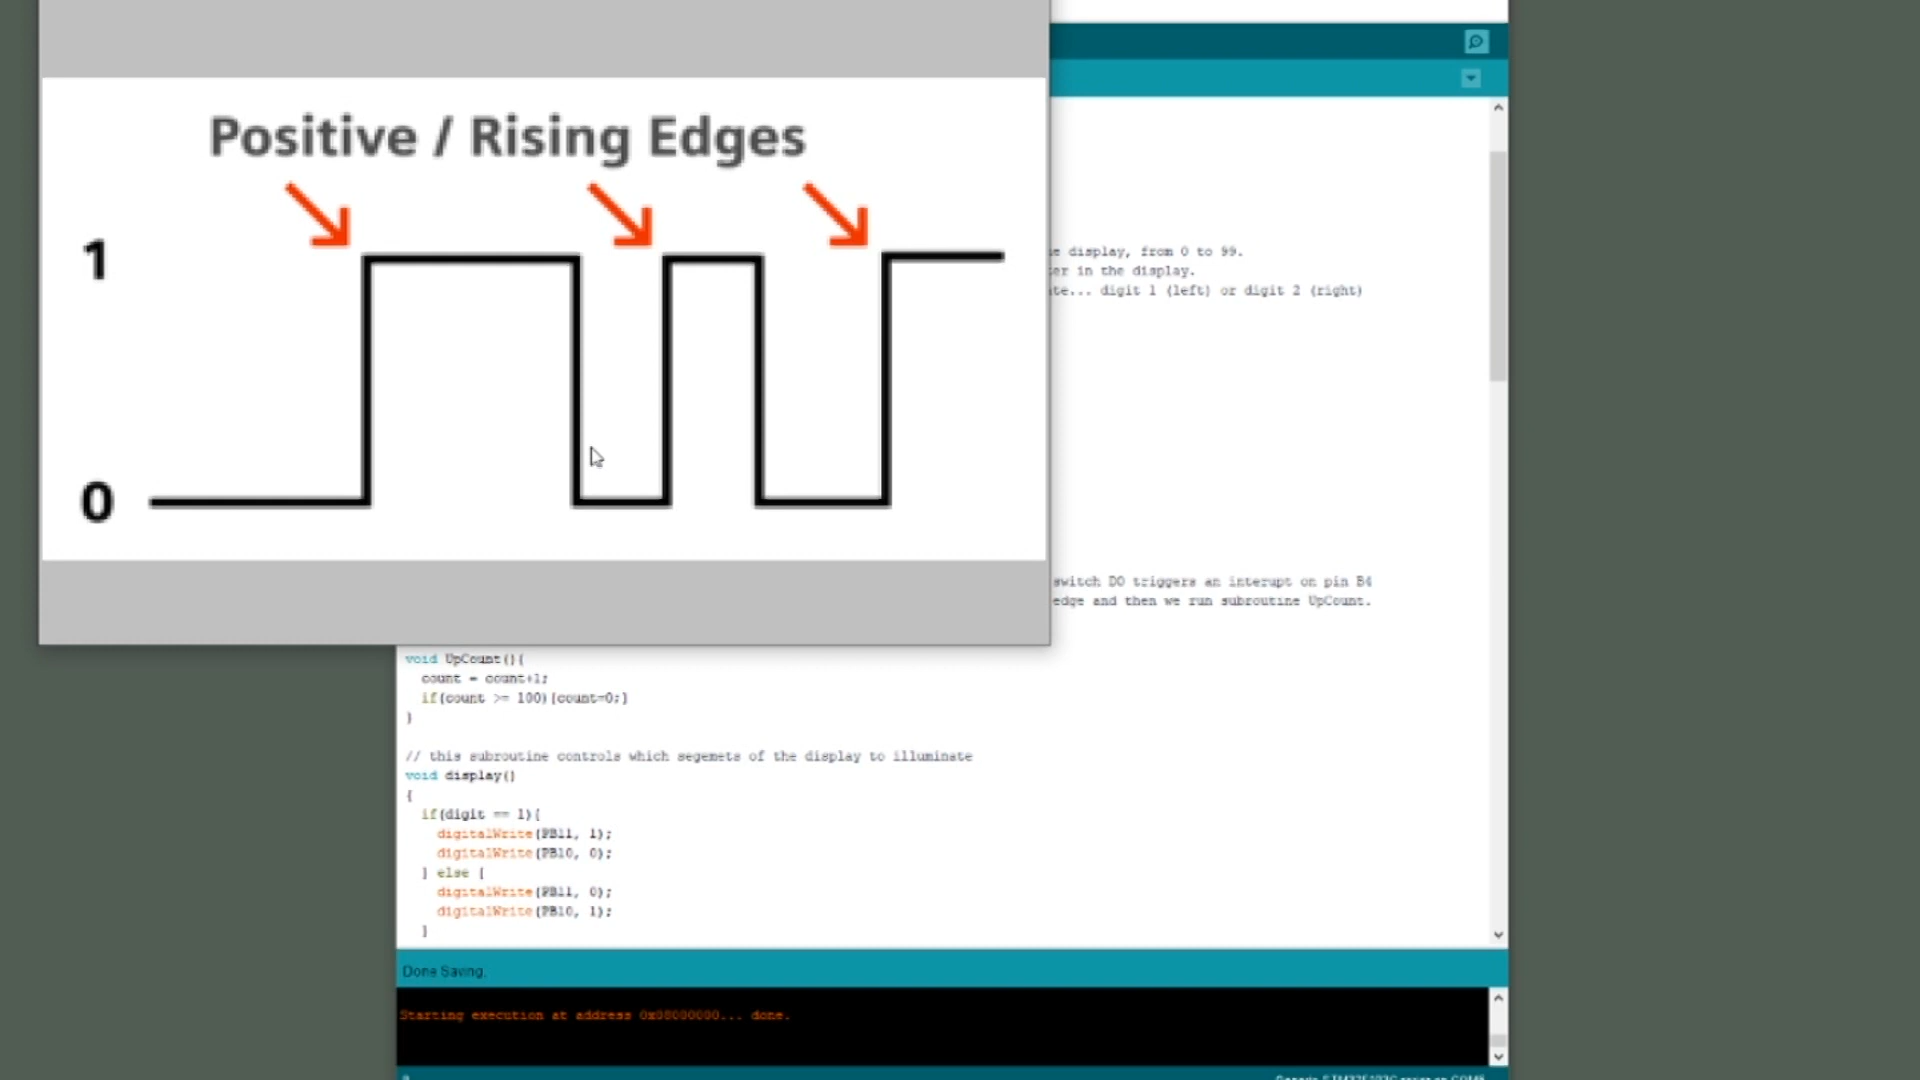 Positive / Rising Edges
1
0
display, from 0 to 99.
er in the display.
te... digit 1 (left) or digit 2 (right)
switch DO triggers an interupt on pin B4
edge and then we run subroutine UpCount.
void UpCount(){
count = count+1;
if(count >= 100){count=0;}
}
// this subroutine controls which segemets of the display to illuminate
void display()
{
if(digit == 1){
digitalWrite(PB11, 1);
digitalWrite(PB10, 0);
} else {
digitalWrite(PB11, 0);
digitalWrite(PB10, 1);
}
Done Saving.
Starting execution at address 0x08000000... done.